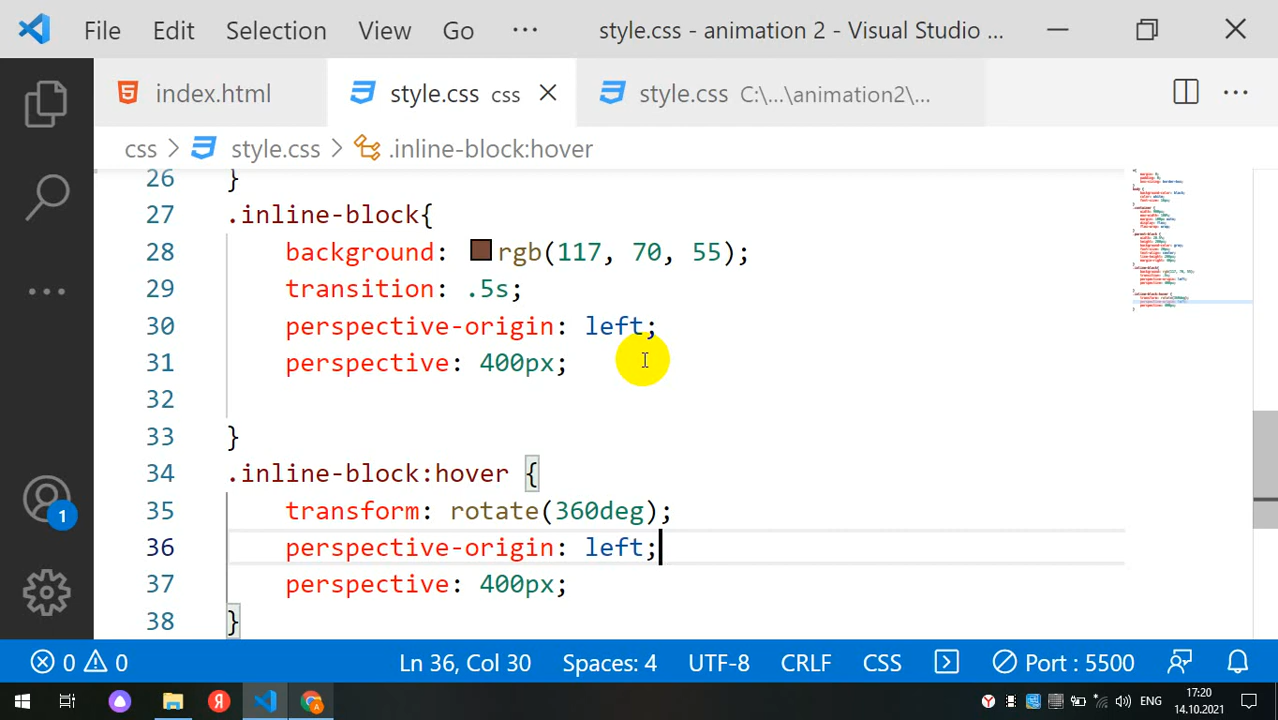 File Edit Selection View Go ··· style.css - animation 2 - Visual Studio ...
index.html style.css css style.css C:\...\animation2\... ···
css > style.css > .inline-block:hover
26 }
27 .inline-block{
28 background: rgb(117, 70, 55);
29 transition: .5s;
30 perspective-origin: left;
31 perspective: 400px;
32
33 }
34 .inline-block:hover {
35 transform: rotate(360deg);
36 perspective-origin: left;
37 perspective: 400px;
38 }
1
0 0 Ln 36, Col 30 Spaces: 4 UTF-8 CRLF CSS Port : 5500
Я A Y ENG 17:20
14.10.2021